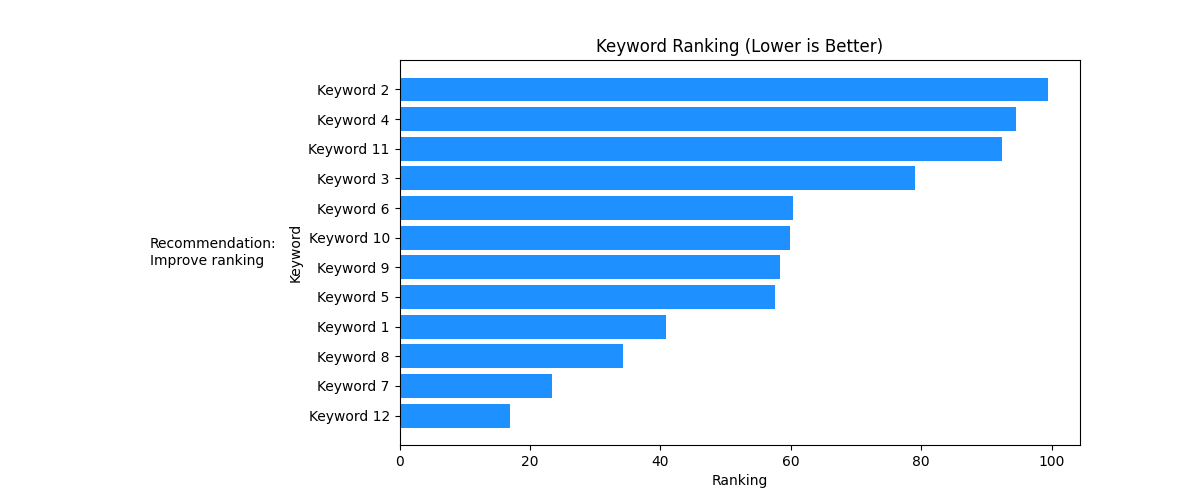 Keyword Ranking (Lower is Better)
Recommendation:
Improve ranking
Keyword
Keyword 2
Keyword 4
Keyword 11
Keyword 3
Keyword 6
Keyword 10
Keyword 9
Keyword 5
Keyword 1
Keyword 8
Keyword 7
Keyword 12
0 20 40 60 80 100
Ranking